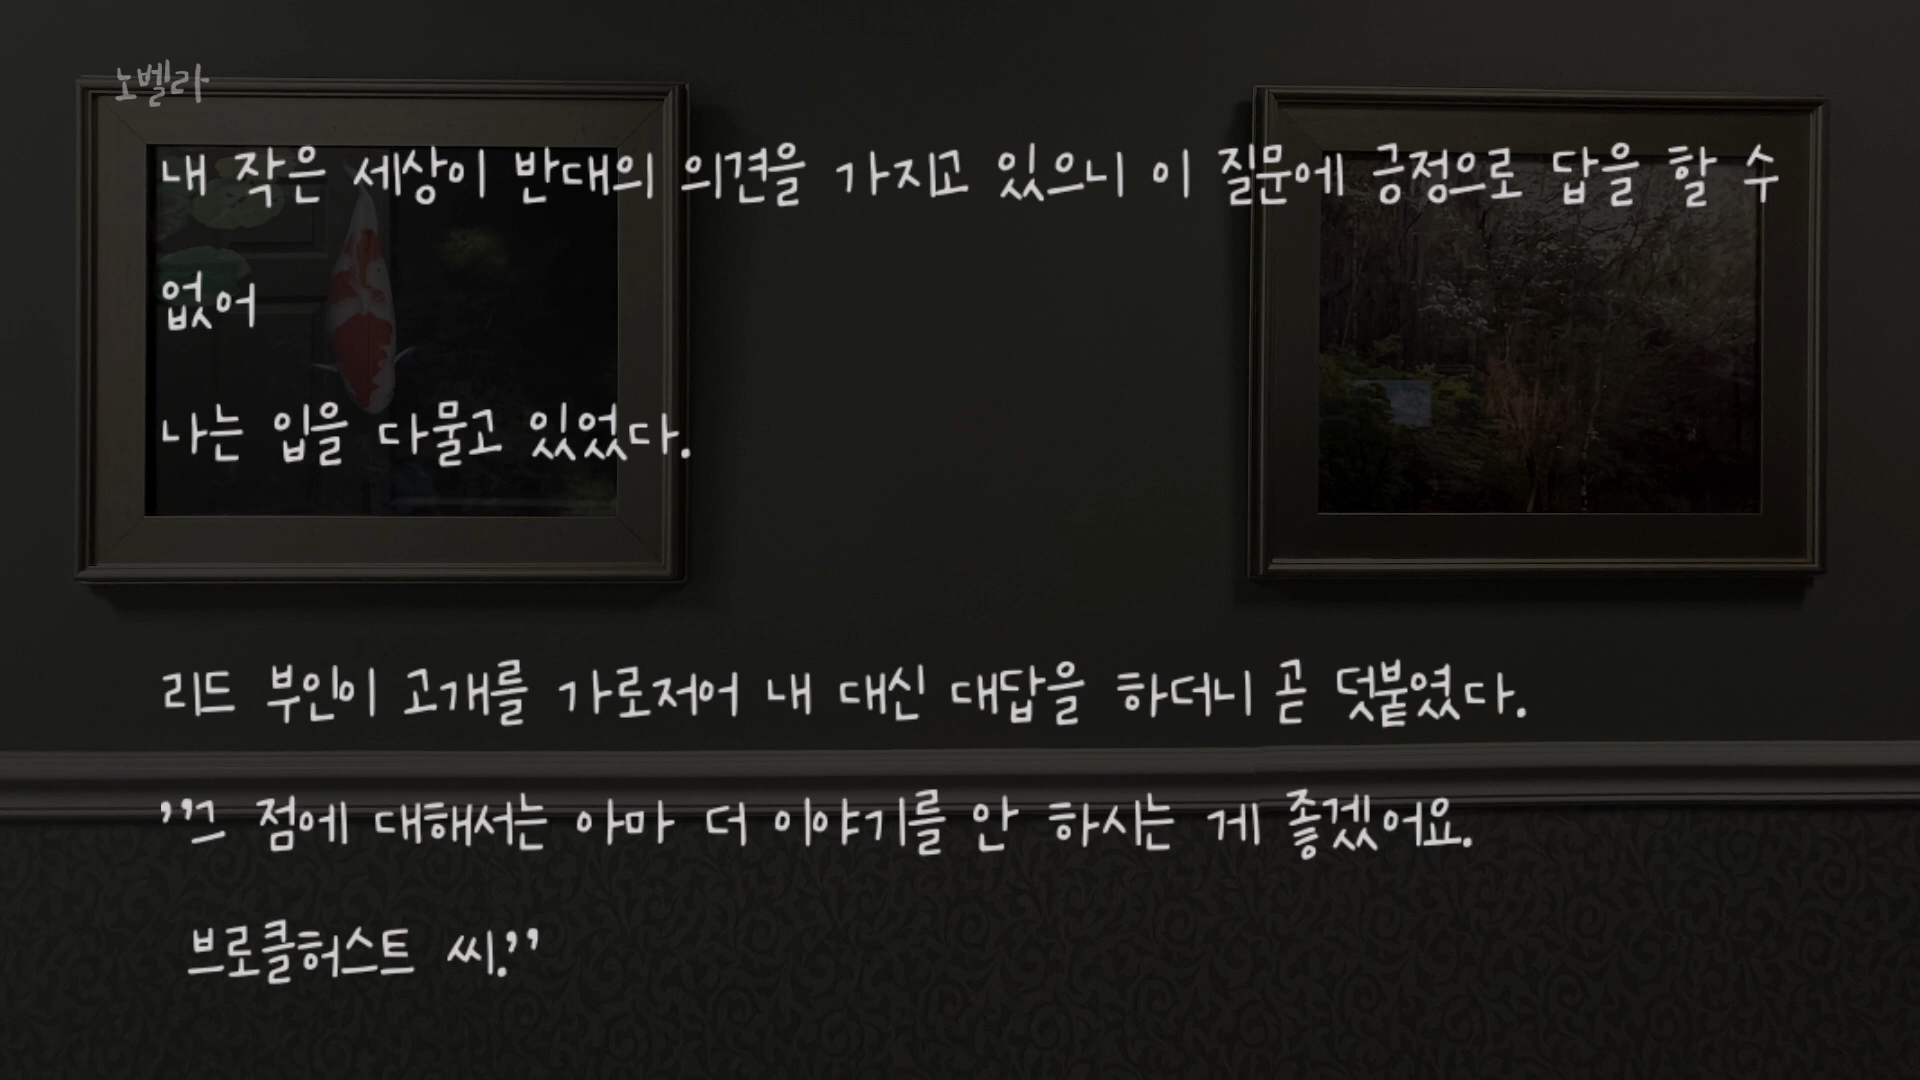 노벨라
내 작은 세상이 반대의 의견을 가지고 있으니 이 질문에 긍정으로 답을 할 수
없어
나는 입을 다물고 있었다.
리드 부인이 고개를 가로저어 내 대신 대답을 하더니 곧 덧붙였다.
”그 점에 대해서는 아마 더 이야기를 안 하시는 게 좋겠어요.
브로클허스트 씨.”